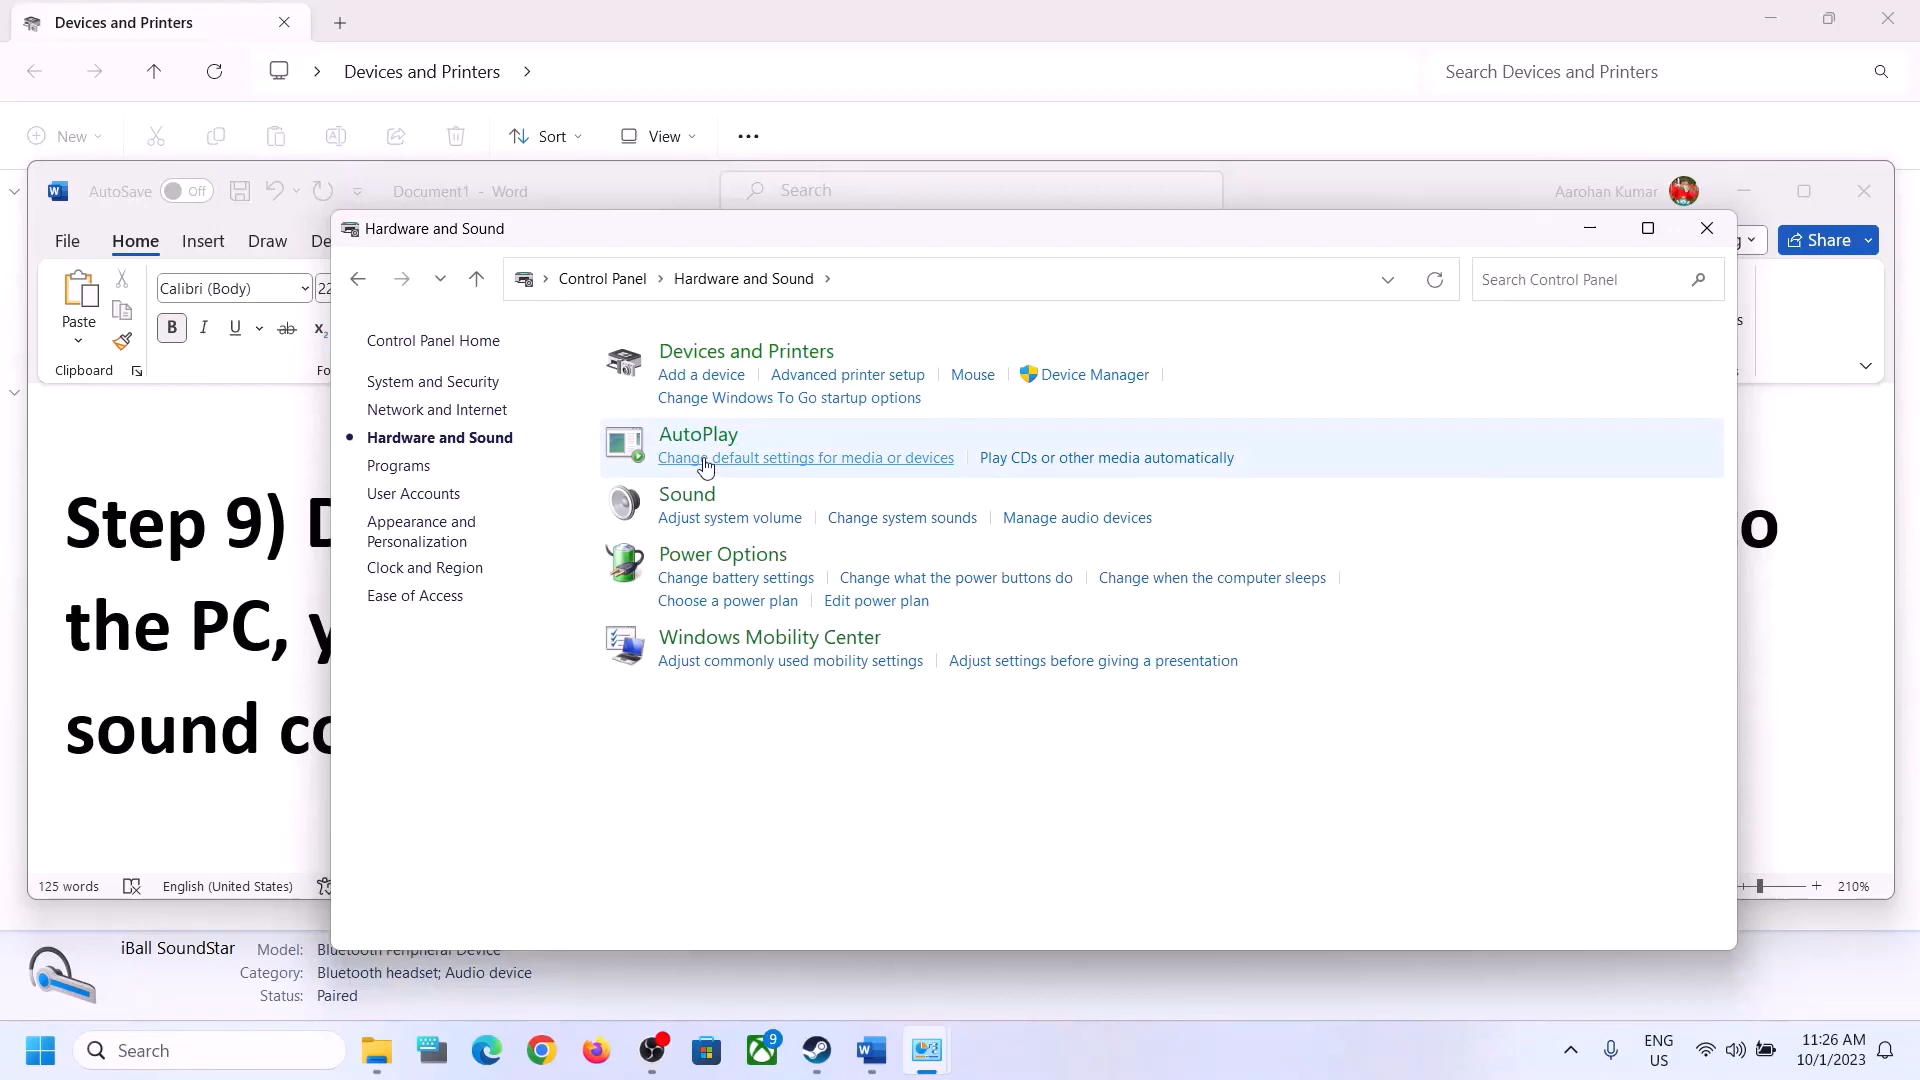 Devices and Printers
Devices and Printers
Search Devices and Printers
New
Sort
View
AutoSave
Off
Document1 - Word
Search
Aarohan Kumar
File
Home
Insert
Draw
Share
Calibri (Body)
Paste
B
I
U
ab
Clipboard
Step 9)
the PC,
sound
125 words
English (United States)
210%
Hardware and Sound
Control Panel
Hardware and Sound
Search Control Panel
Control Panel Home
System and Security
Network and Internet
Hardware and Sound
Programs
User Accounts
Appearance and
Personalization
Clock and Region
Ease of Access
Devices and Printers
Add a device
Advanced printer setup
Mouse
Device Manager
Change Windows To Go startup options
AutoPlay
Change default settings for media or devices
Play CDs or other media automatically
Sound
Adjust system volume
Change system sounds
Manage audio devices
Power Options
Change battery settings
Change what the power buttons do
Change when the computer sleeps
Choose a power plan
Edit power plan
Windows Mobility Center
Adjust commonly used mobility settings
Adjust settings before giving a presentation
iBall SoundStar
Model: Bluetooth Peripheral Device
Category: Bluetooth headset; Audio device
Status: Paired
Search
9
ENG
US
11:26 AM
10/1/2023